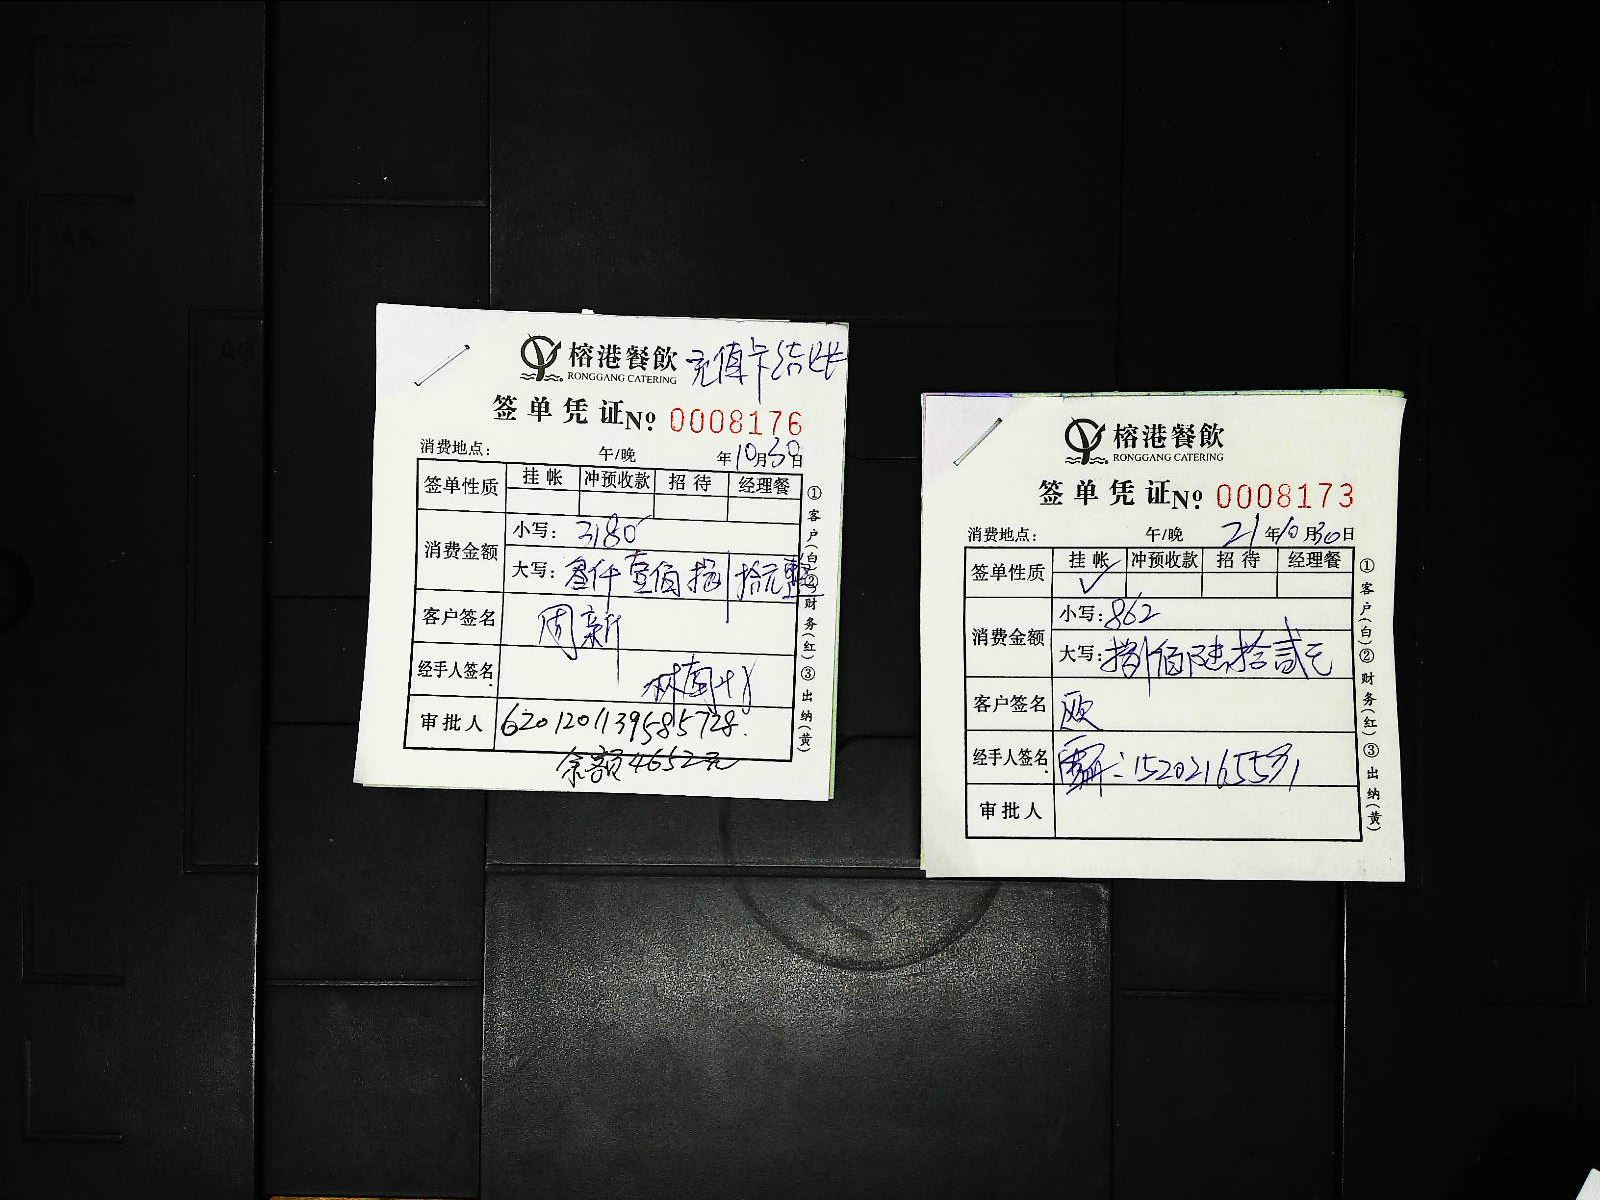 榕港餐飲 充值卡结账
RONGGANG CATERING
签单凭证№ 0008176
消费地点: 午/晚 年10月30日
签单性质 挂帐 冲预收款 招待 经理餐
消费金额 小写: 3180
大写: 叁仟壹佰捌拾元整
客户签名 周新
经手人签名
审批人 6201201139585728.
余额4652元
①客户(白)②财务(红)③出纳(黄)
榕港餐飲
RONGGANG CATERING
签单凭证№ 0008173
消费地点: 午/晚 21年10月30日
签单性质 挂帐 冲预收款 招待 经理餐
✓
消费金额 小写: 862
大写: 捌佰陆拾贰元
客户签名 欧
经手人签名
审批人
①客户(白)②财务(红)③出纳(黄)
A6